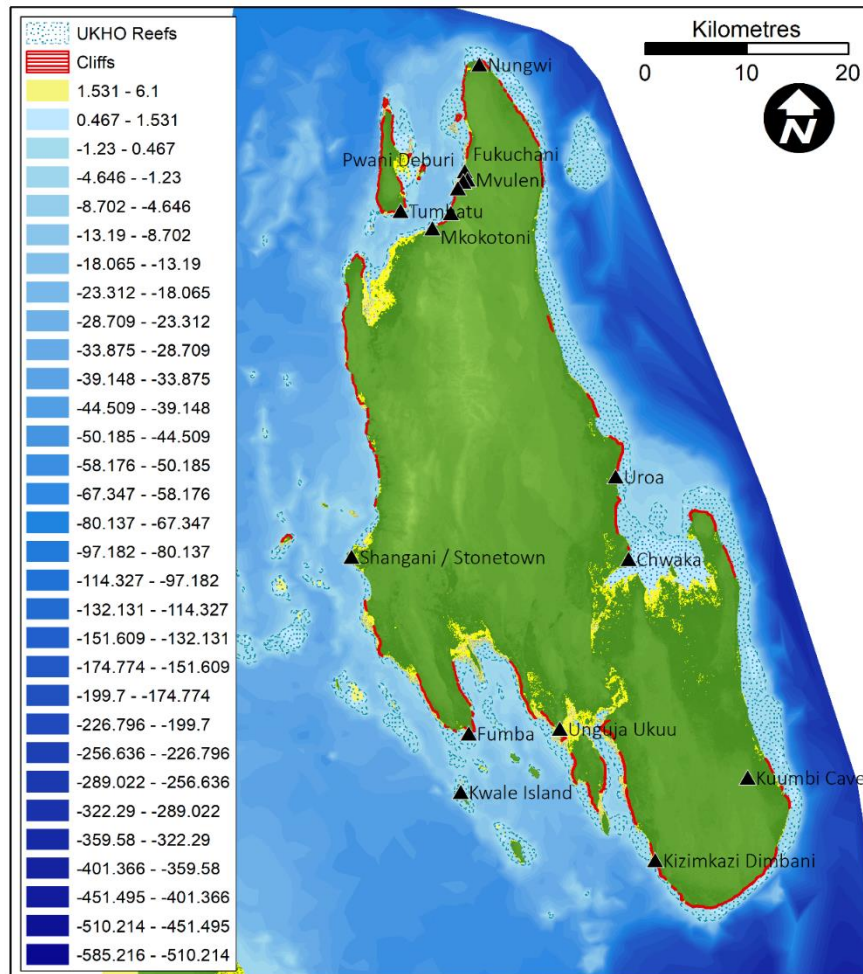 UKHO Reefs
Cliffs
1.531 - 6.1
0.467 - 1.531
-1.23 - 0.467
-4.646 - -1.23
-8.702 - -4.646
-13.19 - -8.702
-18.065 - -13.19
-23.312 - -18.065
-28.709 - -23.312
-33.875 - -28.709
-39.148 - -33.875
-44.509 - -39.148
-50.185 - -44.509
-58.176 - -50.185
-67.347 - -58.176
-80.137 - -67.347
-97.182 - -80.137
-114.327 - -97.182
-132.131 - -114.327
-151.609 - -132.131
-174.774 - -151.609
-199.7 - -174.774
-226.796 - -199.7
-256.636 - -226.796
-289.022 - -256.636
-322.29 - -289.022
-359.58 - -322.29
-401.366 - -359.58
-451.495 - -401.366
-510.214 - -451.495
-585.216 - -510.214
Kilometres
0 10 20
N
Nungwi
Fukuchani
Pwani Deburi
Mvuleni
Tumbatu
Mkokotoni
Uroa
Shangani / Stonetown
Chwaka
Fumba
Unguja Ukuu
Kwale Island
Kuumbi Cave
Kizimkazi Dimbani